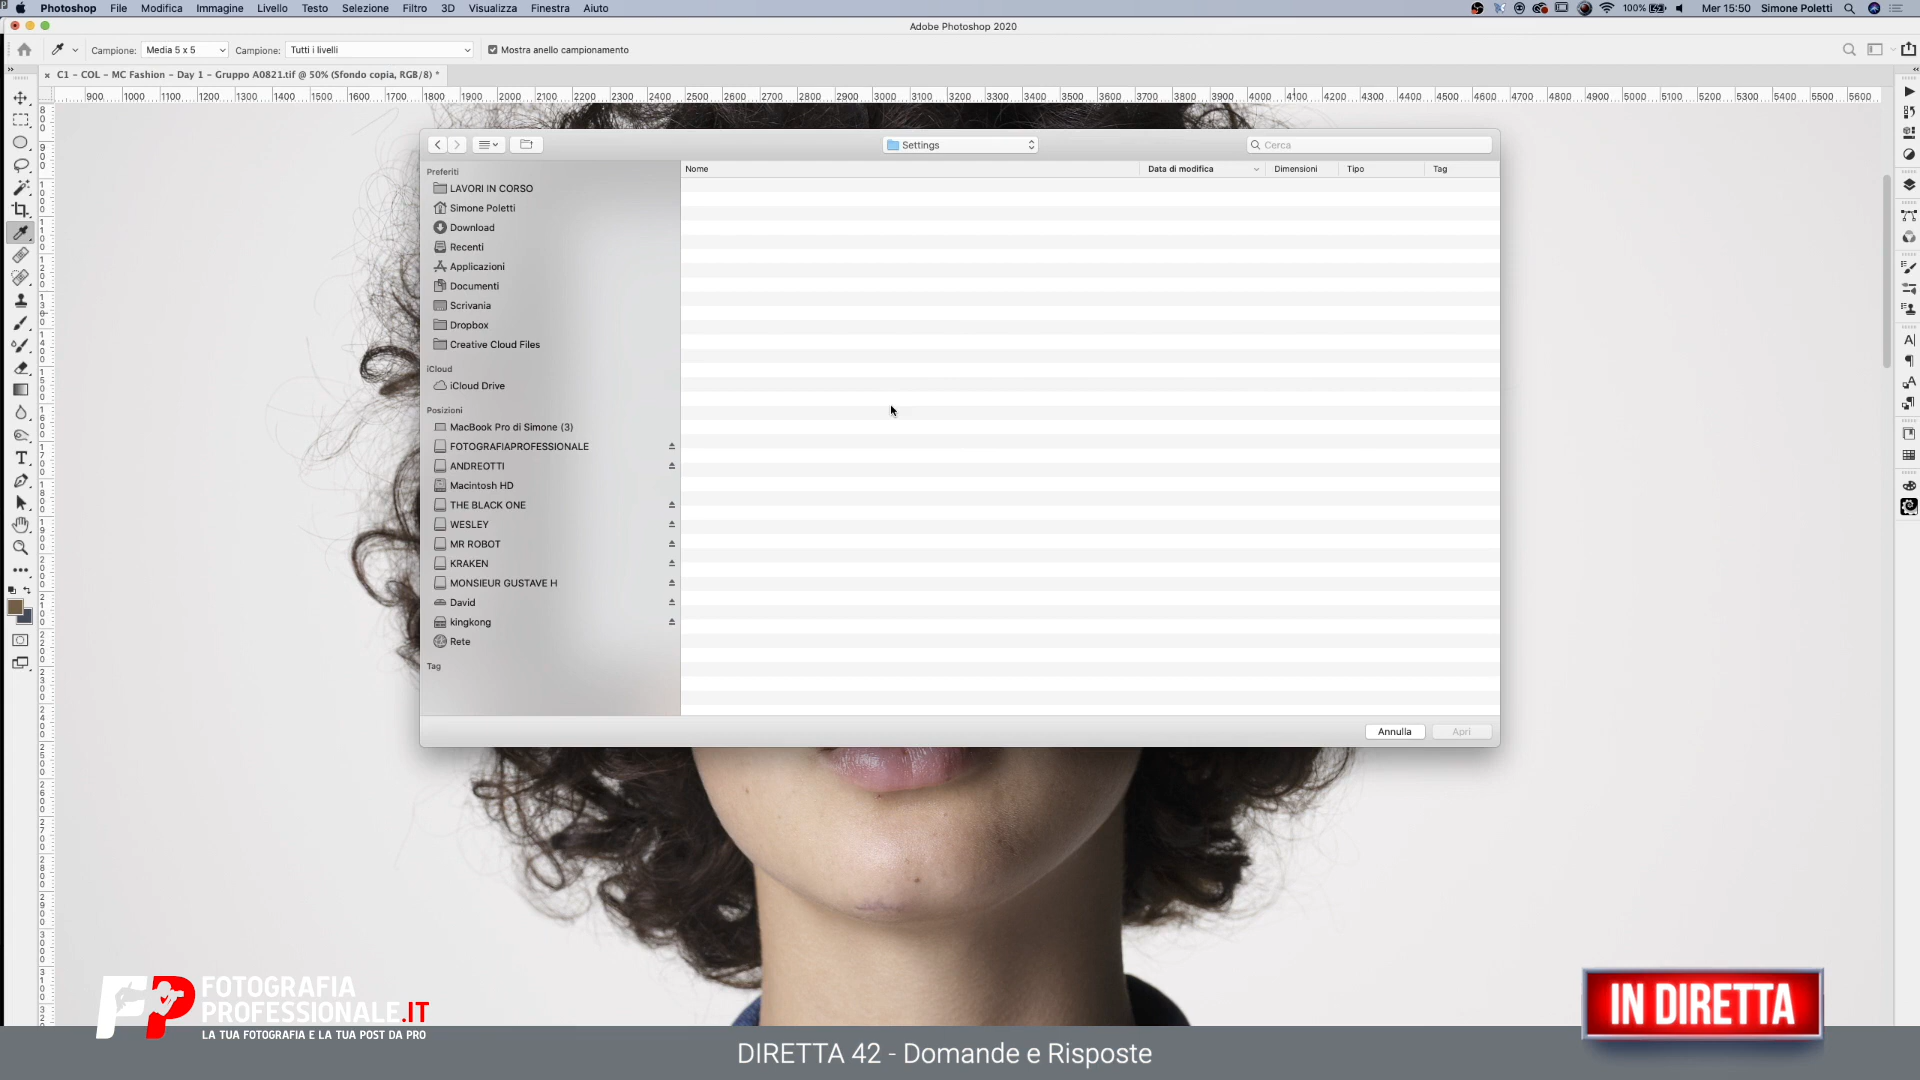 Photoshop File Modifica Immagine Livello Testo Selezione Filtro 3D Visualizza Finestra Aiuto 100% Mer 15:50 Simone Poletti
Adobe Photoshop 2020
Campione: Media 5 x 5 Campione: Tutti i livelli Mostra anello campionamento
C1 - COL - MC Fashion - Day 1 - Gruppo A0821.tif @ 50% (Sfondo copia, RGB/8) *
900 1000 1100 1200 1300 1400 1500 1600 1700 1800 1900 2000 2100 2200 2300 2400 2500 2600 2700 2800 2900 3000 3100 3200 3300 3400 3500 3600 3700 3800 3900 4000 4100 4200 4300 4400 4500 4600 4700 4800 4900 5000 5100 5200 5300 5400 5500 5600
Settings
Cerca
Preferiti
LAVORI IN CORSO
Simone Poletti
Download
Recenti
Applicazioni
Documenti
Scrivania
Dropbox
Creative Cloud Files
iCloud
iCloud Drive
Posizioni
MacBook Pro di Simone (3)
FOTOGRAFIAPROFESSIONALE
ANDREOTTI
Macintosh HD
THE BLACK ONE
WESLEY
MR ROBOT
KRAKEN
MONSIEUR GUSTAVE H
David
kingkong
Rete
Tag
Nome Data di modifica Dimensioni Tipo Tag
Annulla Apri
FP FOTOGRAFIA
PROFESSIONALE.IT
LA TUA FOTOGRAFIA E LA TUA POST DA PRO
IN DIRETTA
DIRETTA 42 - Domande e Risposte